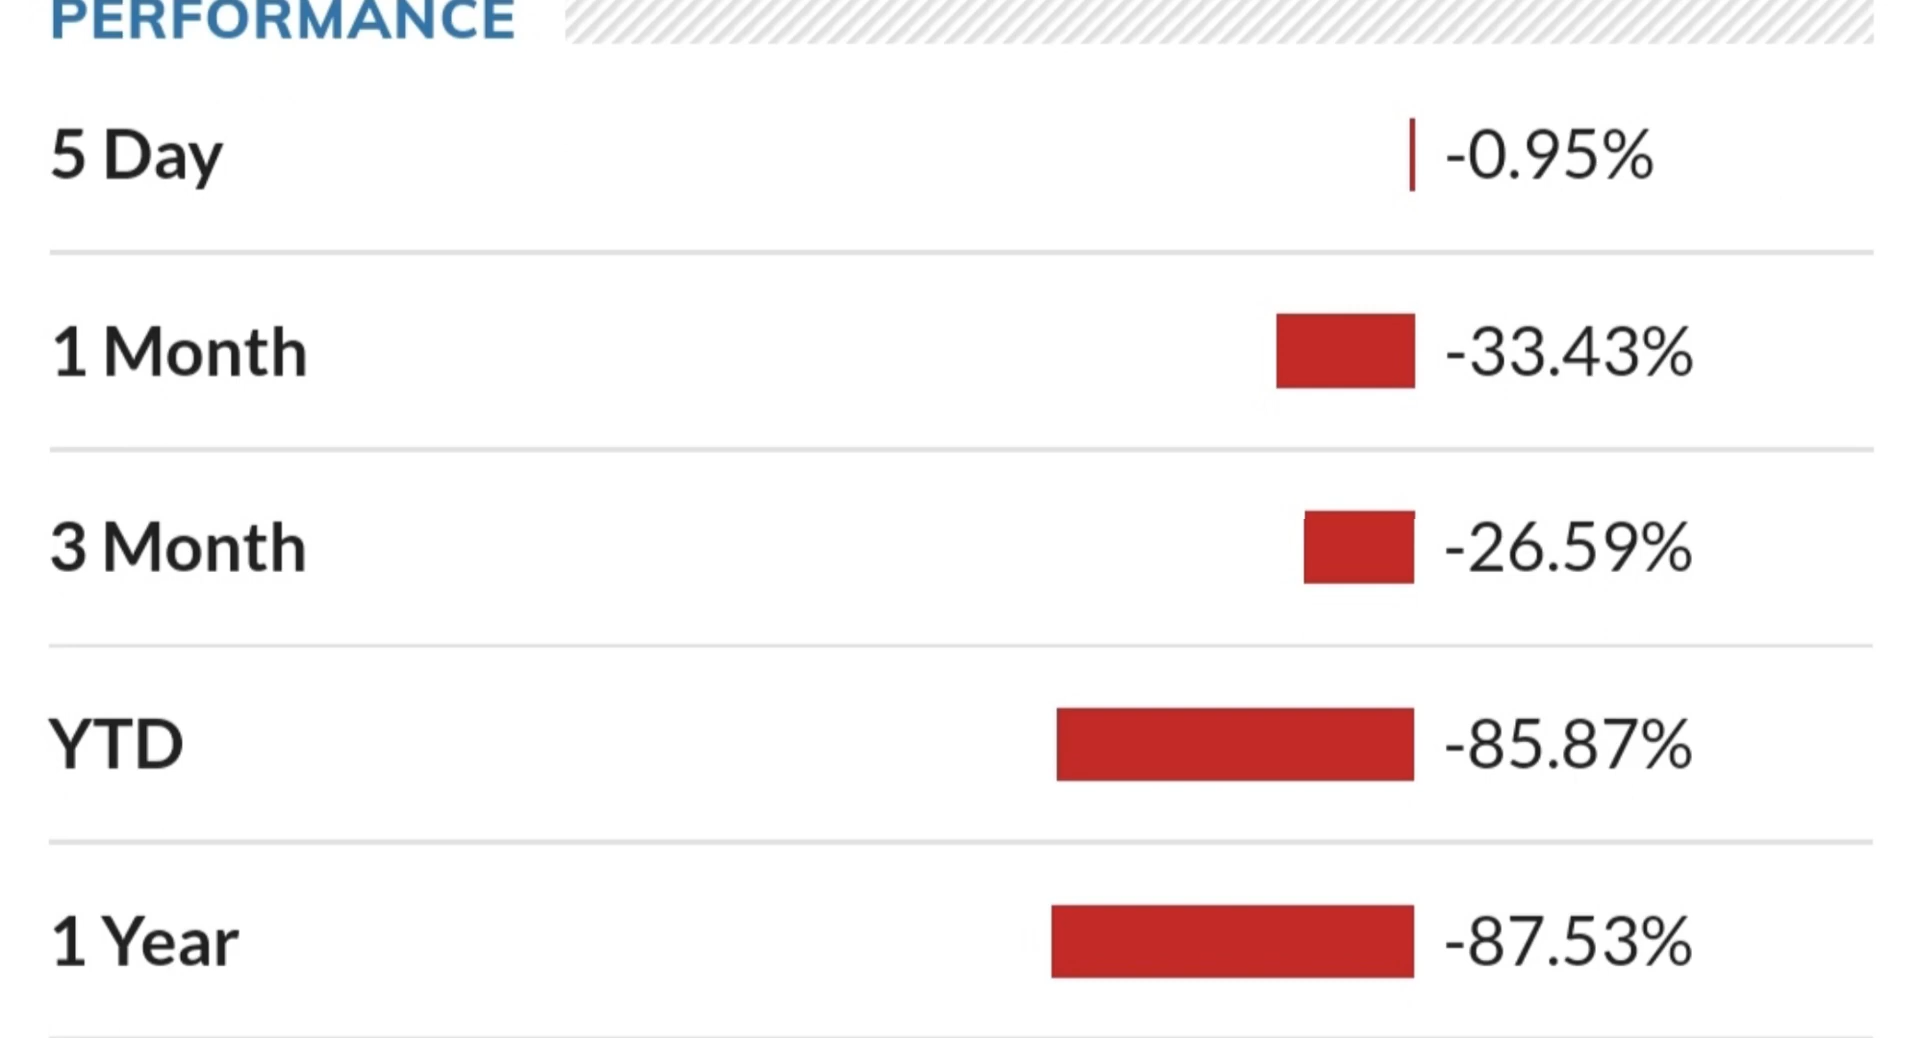 PERFORMANCE
5 Day -0.95%
1 Month -33.43%
3 Month -26.59%
YTD -85.87%
1 Year -87.53%